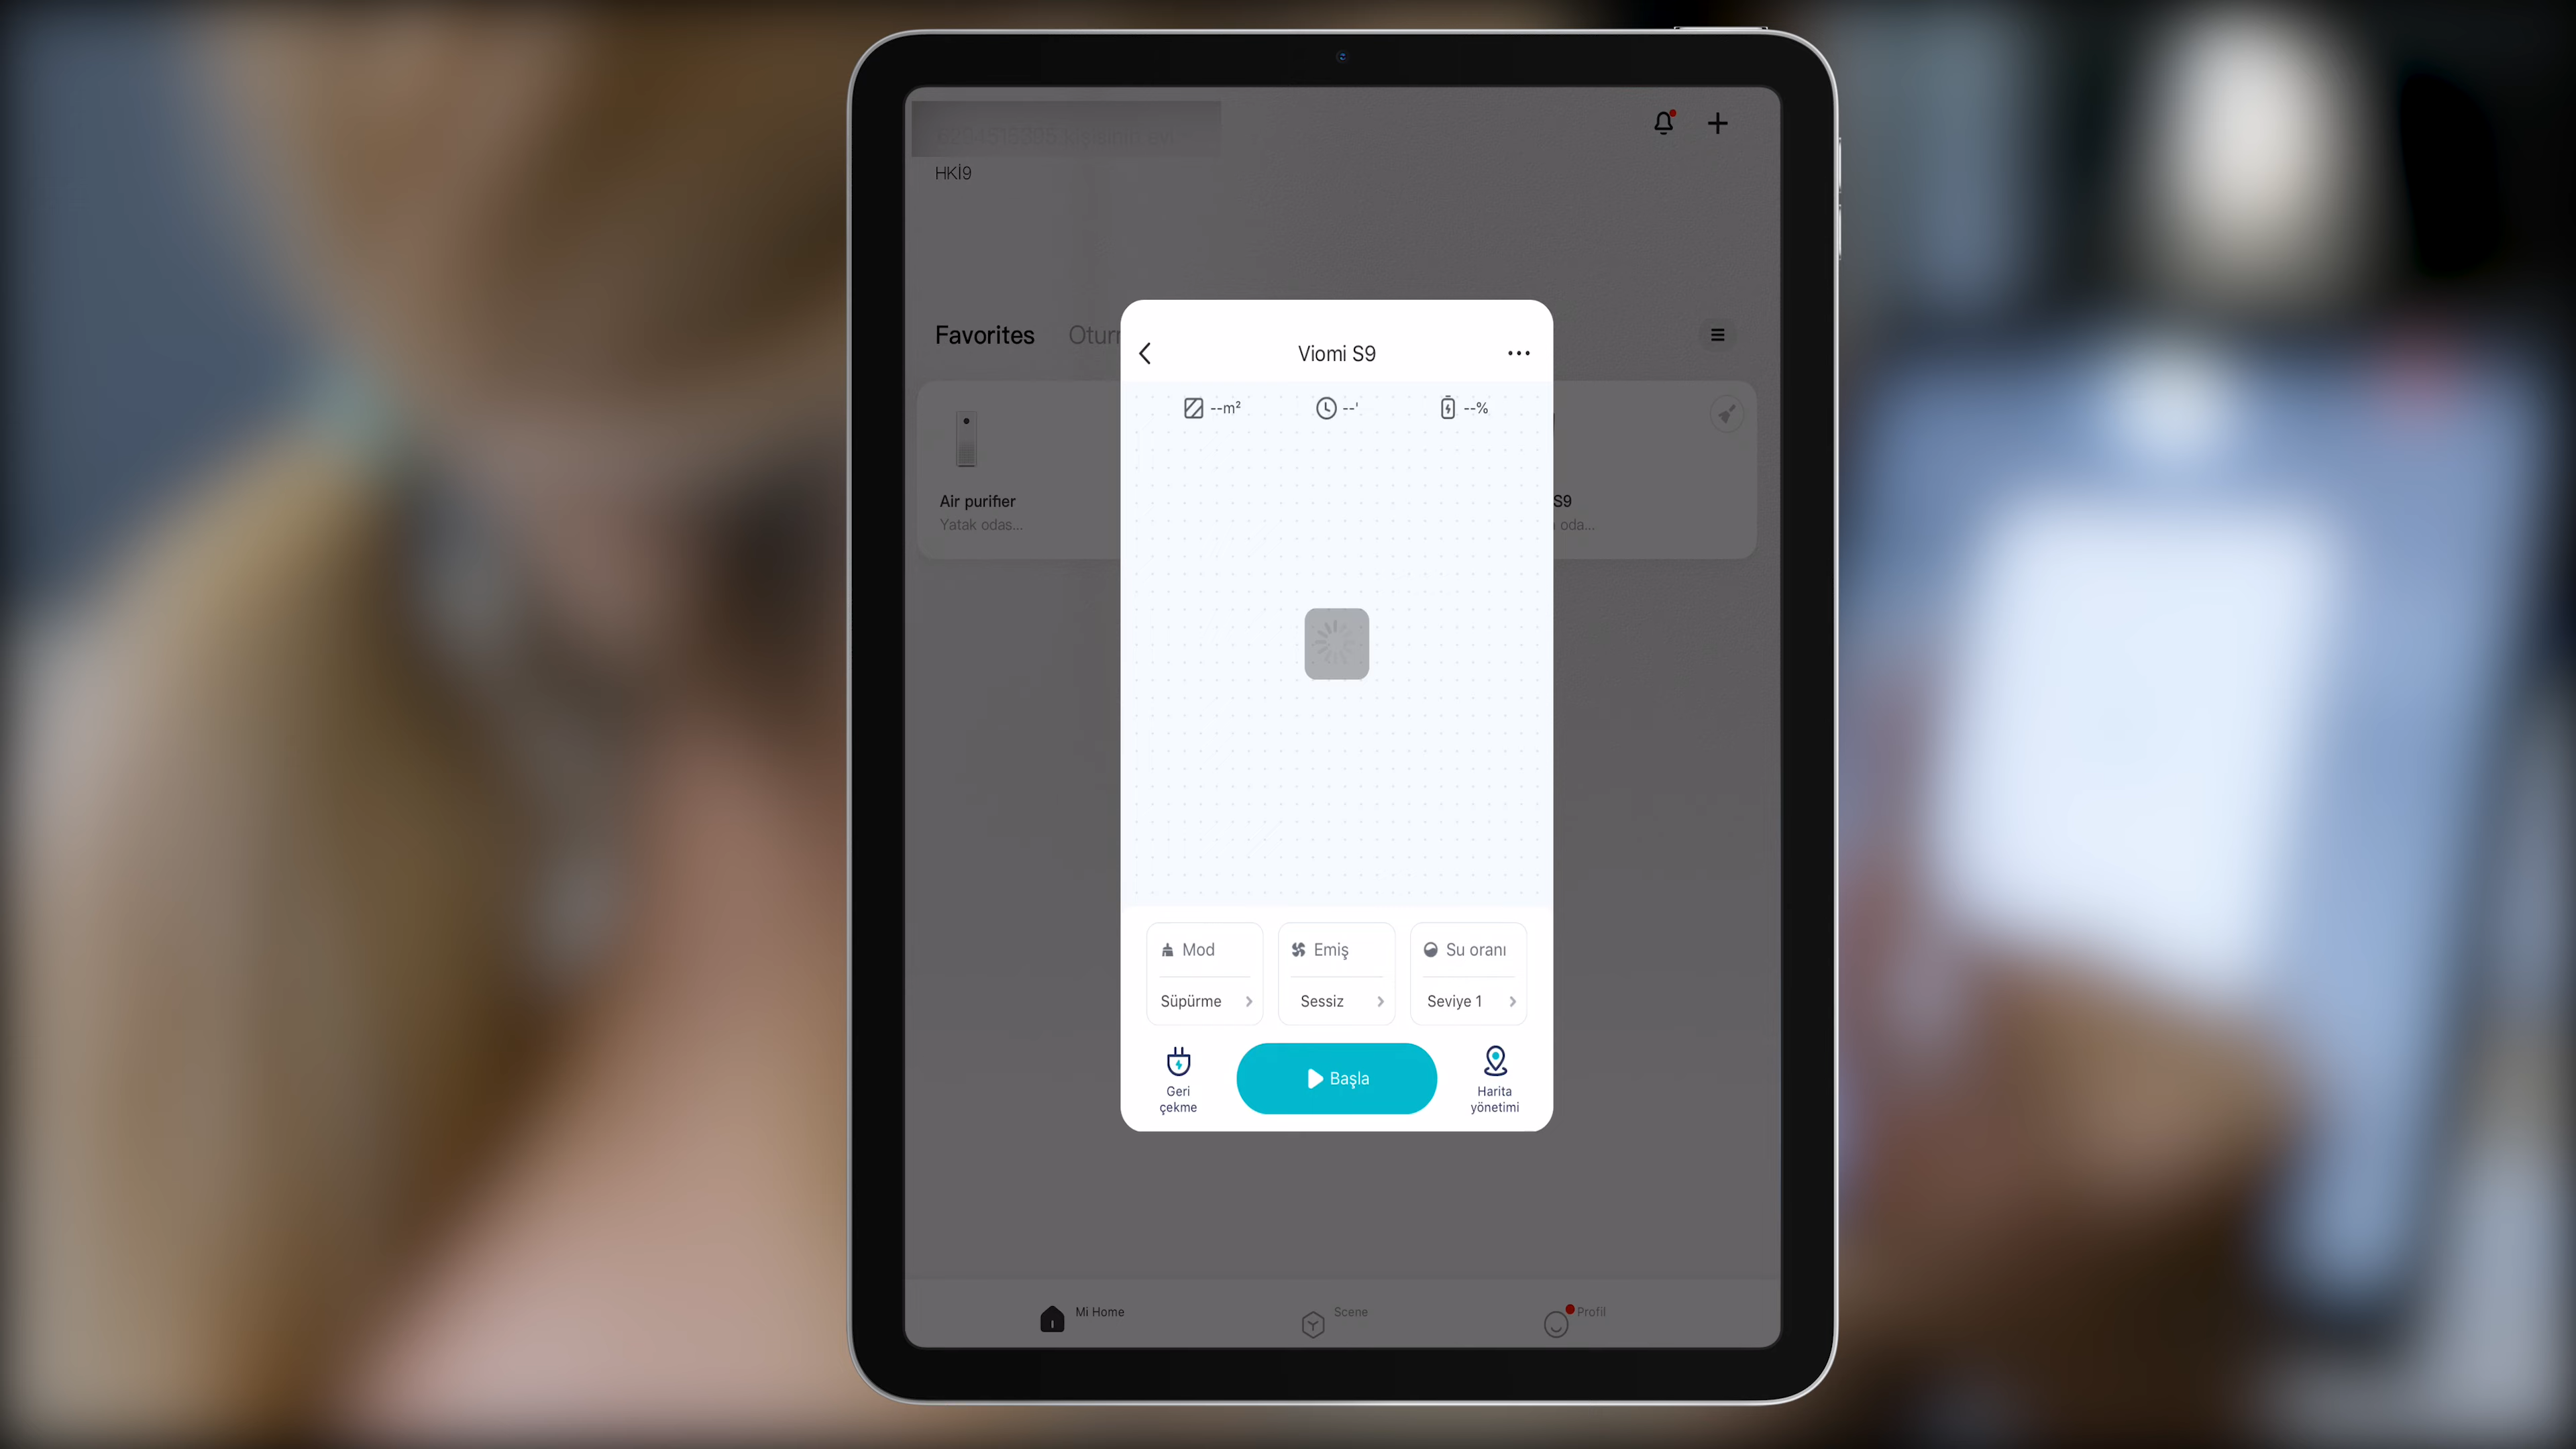 HKİ9
Favorites Otur
Viomi S9
--m² --' --%
Air purifier
Yatak odas...
S9
oda...
Mod Emiş Su oranı
Süpürme Sessiz Seviye 1
Geri
çekme
Başla
Harita
yönetimi
Mi Home Scene Profil